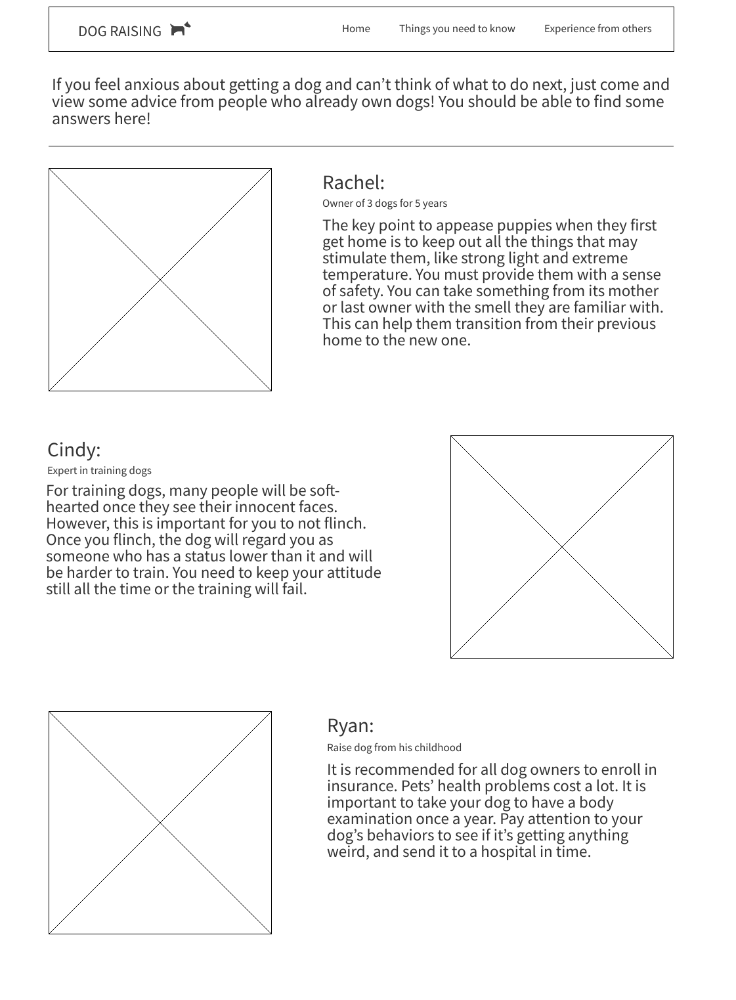 DOG RAISING
Home
Things you need to know
Experience from others
If you feel anxious about getting a dog and can’t think of what to do next, just come and
view some advice from people who already own dogs! You should be able to find some
answers here!
Rachel:
Owner of 3 dogs for 5 years
The key point to appease puppies when they first
get home is to keep out all the things that may
stimulate them, like strong light and extreme
temperature. You must provide them with a sense
of safety. You can take something from its mother
or last owner with the smell they are familiar with.
This can help them transition from their previous
home to the new one.
Cindy:
Expert in training dogs
For training dogs, many people will be soft-
hearted once they see their innocent faces.
However, this is important for you to not flinch.
Once you flinch, the dog will regard you as
someone who has a status lower than it and will
be harder to train. You need to keep your attitude
still all the time or the training will fail.
Ryan:
Raise dog from his childhood
It is recommended for all dog owners to enroll in
insurance. Pets’ health problems cost a lot. It is
important to take your dog to have a body
examination once a year. Pay attention to your
dog’s behaviors to see if it’s getting anything
weird, and send it to a hospital in time.